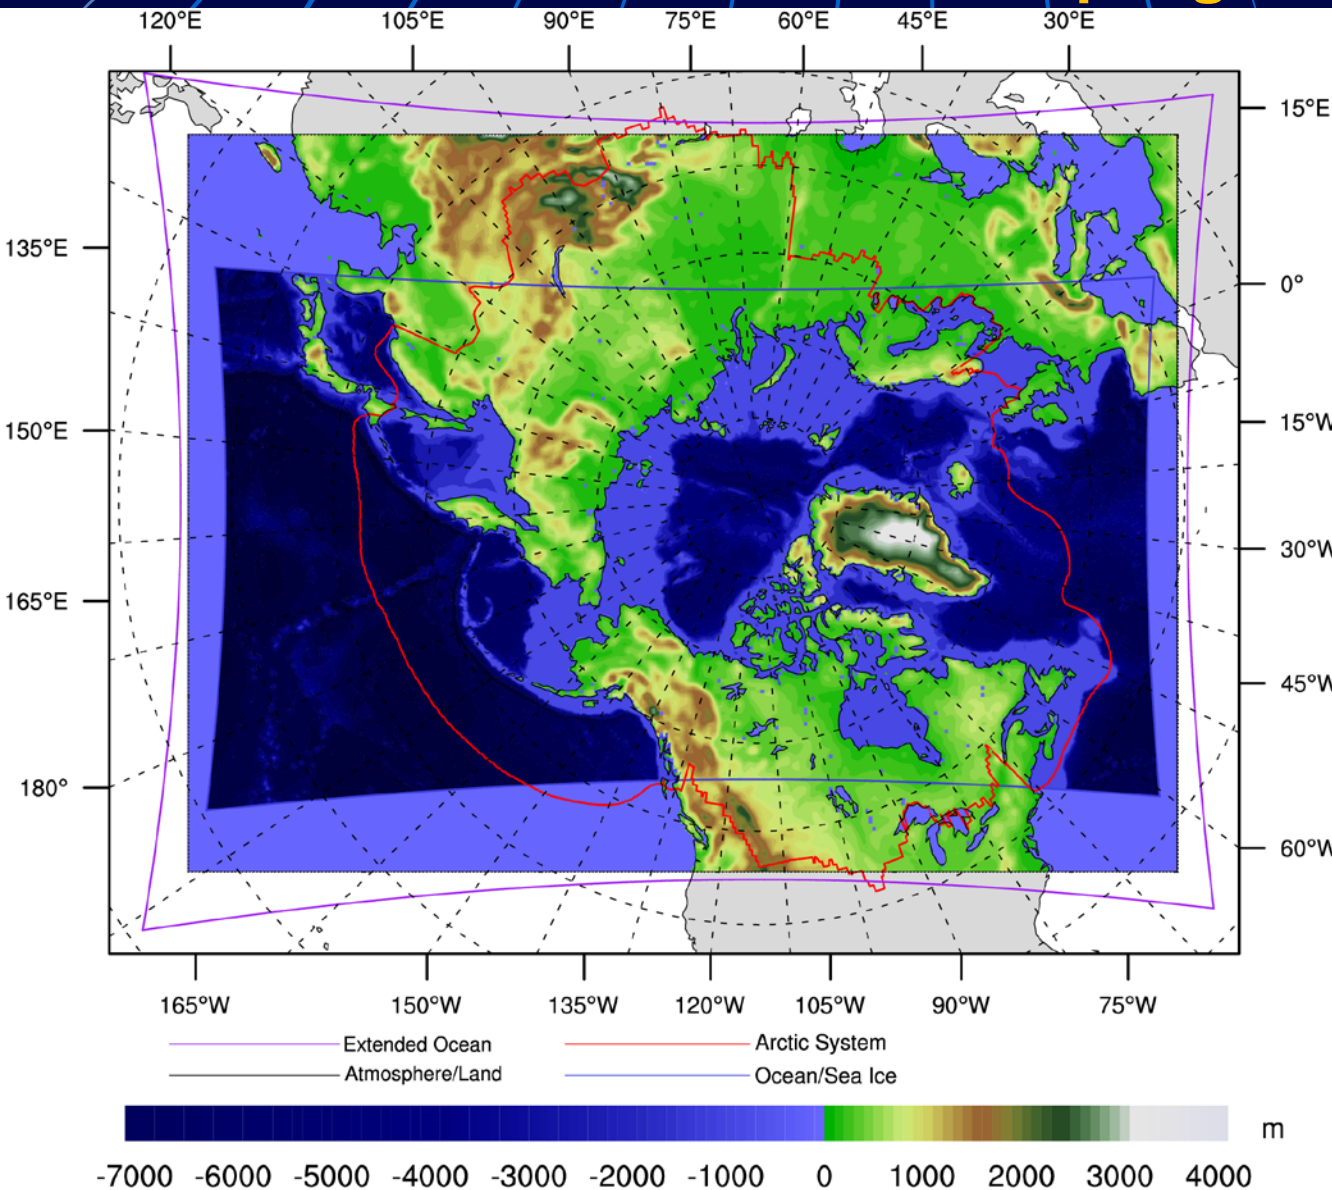 120°E 105°E 90°E 75°E 60°E 45°E 30°E
15°E
135°E
0°
15°W
150°E
30°W
165°E
45°W
180°
60°W
165°W 150°W 135°W 120°W 105°W 90°W 75°W
Extended Ocean Arctic System
Atmosphere/Land Ocean/Sea Ice
m
-7000 -6000 -5000 -4000 -3000 -2000 -1000 0 1000 2000 3000 4000